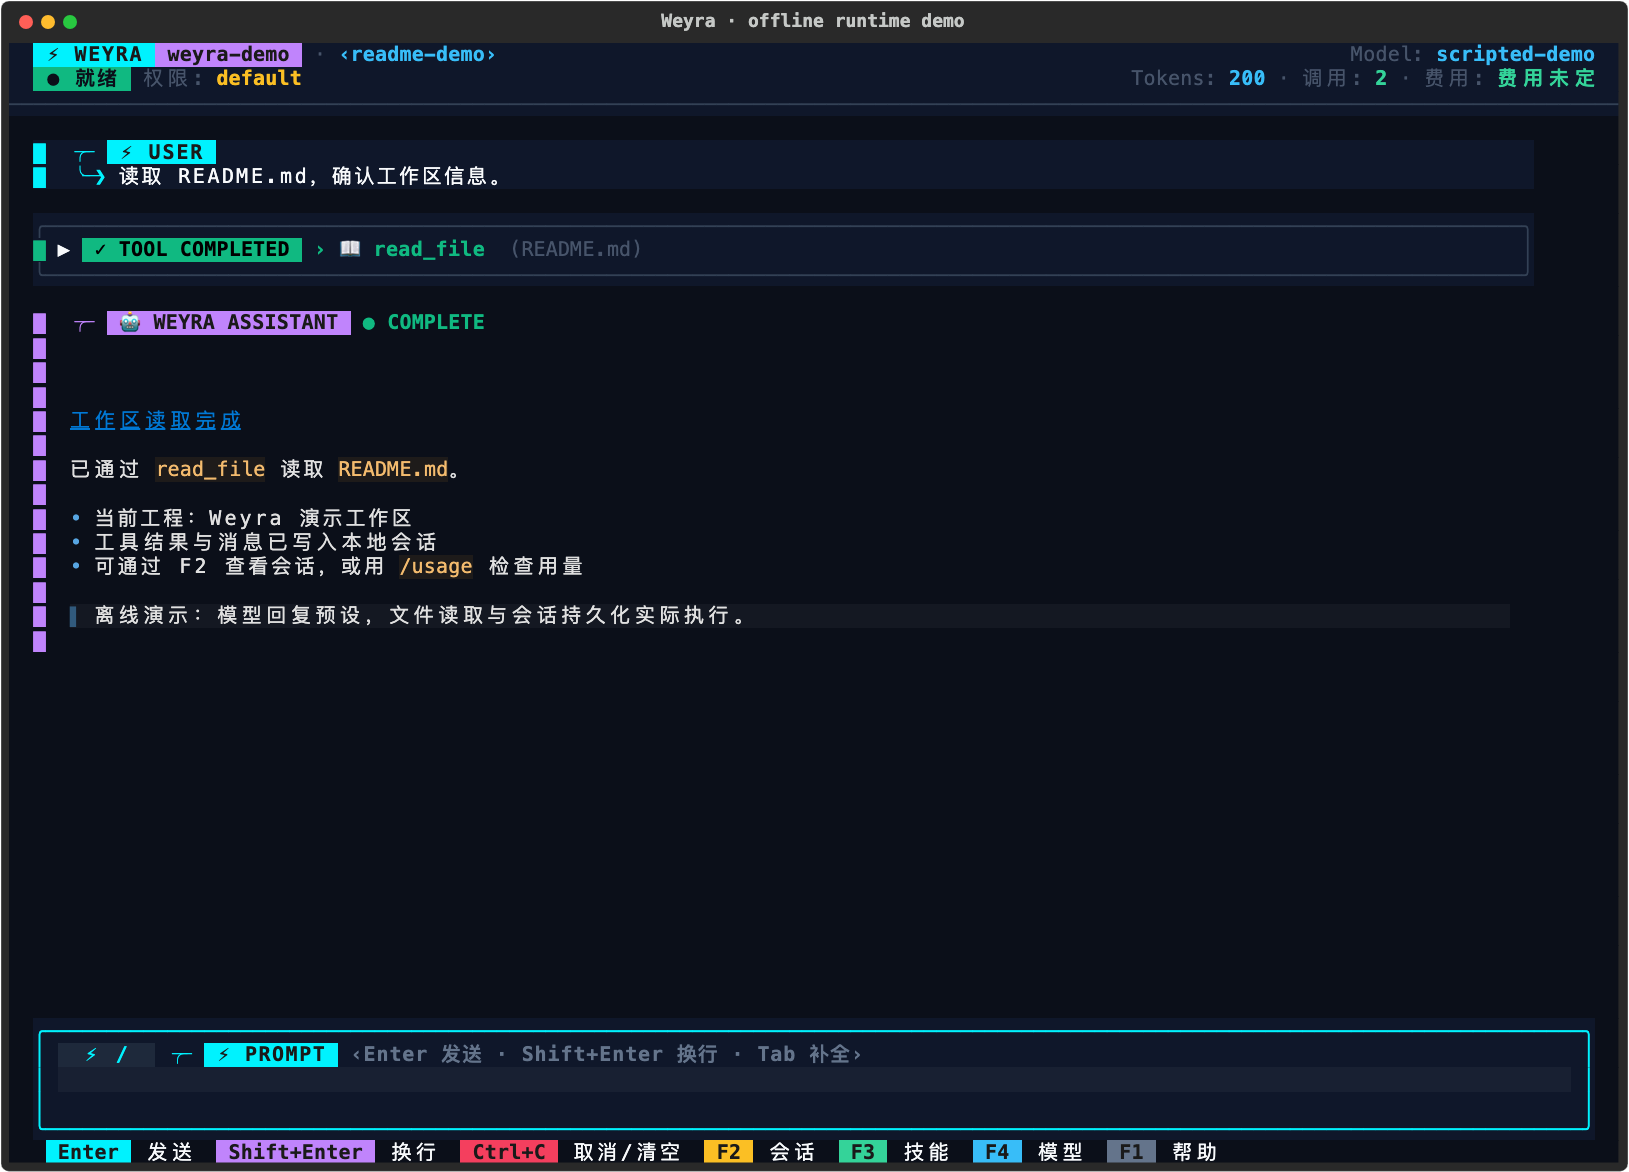 Weyra · offline runtime demo
⚡ WEYRA weyra-demo · ‹readme-demo› Model: scripted-demo
● 就绪 权限: default Tokens: 200 · 调用: 2 · 费用: 费用未定
⚡ USER
读取 README.md, 确认工作区信息。
▶ ✓ TOOL COMPLETED › 📖 read_file (README.md)
🤖 WEYRA ASSISTANT ● COMPLETE
工作区读取完成
已通过 read_file 读取 README.md。
• 当前工程: Weyra 演示工作区
• 工具结果与消息已写入本地会话
• 可通过 F2 查看会话, 或用 /usage 检查用量
离线演示: 模型回复预设, 文件读取与会话持久化实际执行。
⚡ / ⚡ PROMPT ‹Enter 发送 · Shift+Enter 换行 · Tab 补全›
Enter 发送 Shift+Enter 换行 Ctrl+C 取消/清空 F2 会话 F3 技能 F4 模型 F1 帮助